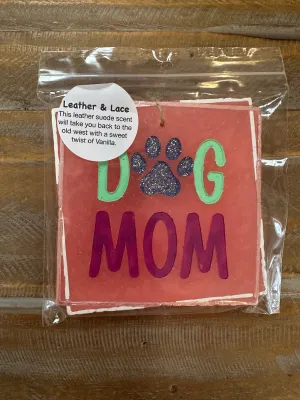 Leather & Lace
This leather suede scent
will take you back to the
old west with a sweet
twist of Vanilla.
D G
MOM